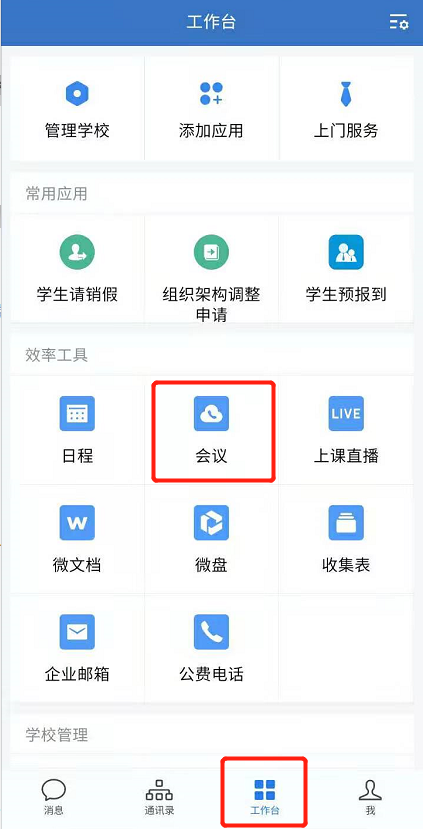 工作台
管理学校
添加应用
上门服务
常用应用
学生请销假
组织架构调整
申请
学生预报到
效率工具
日程
会议
LIVE
上课直播
W
微文档
微盘
收集表
企业邮箱
公费电话
学校管理
消息
通讯录
工作台
我